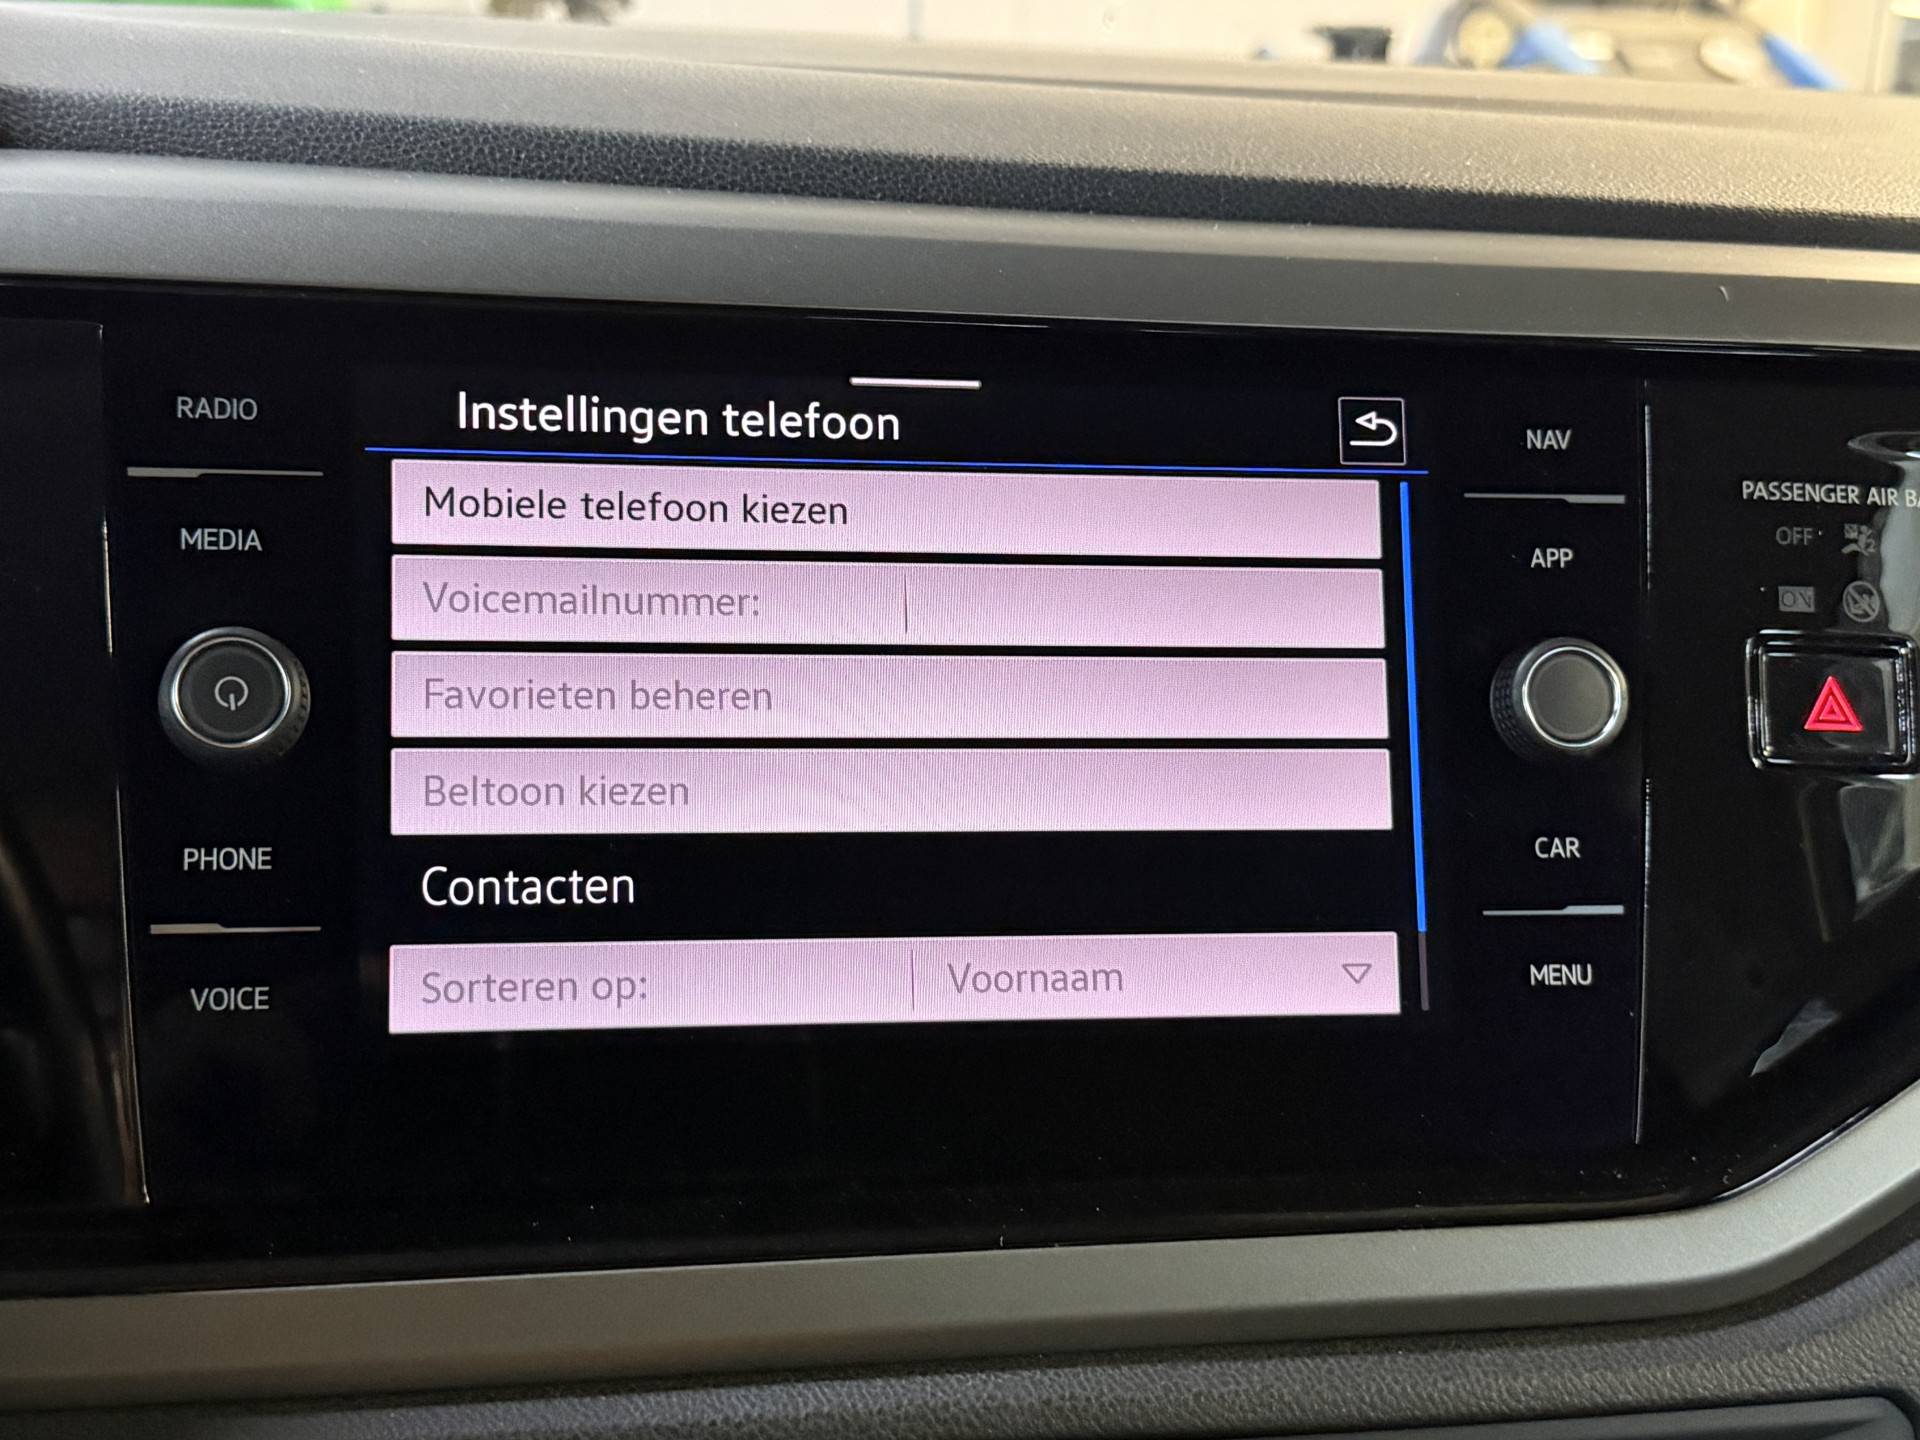 RADIO
MEDIA
PHONE
VOICE
Instellingen telefoon
Mobiele telefoon kiezen
Voicemailnummer:
Favorieten beheren
Beltoon kiezen
Contacten
Sorteren op: Voornaam
NAV
APP
CAR
MENU
PASSENGER AIR
OFF
ON